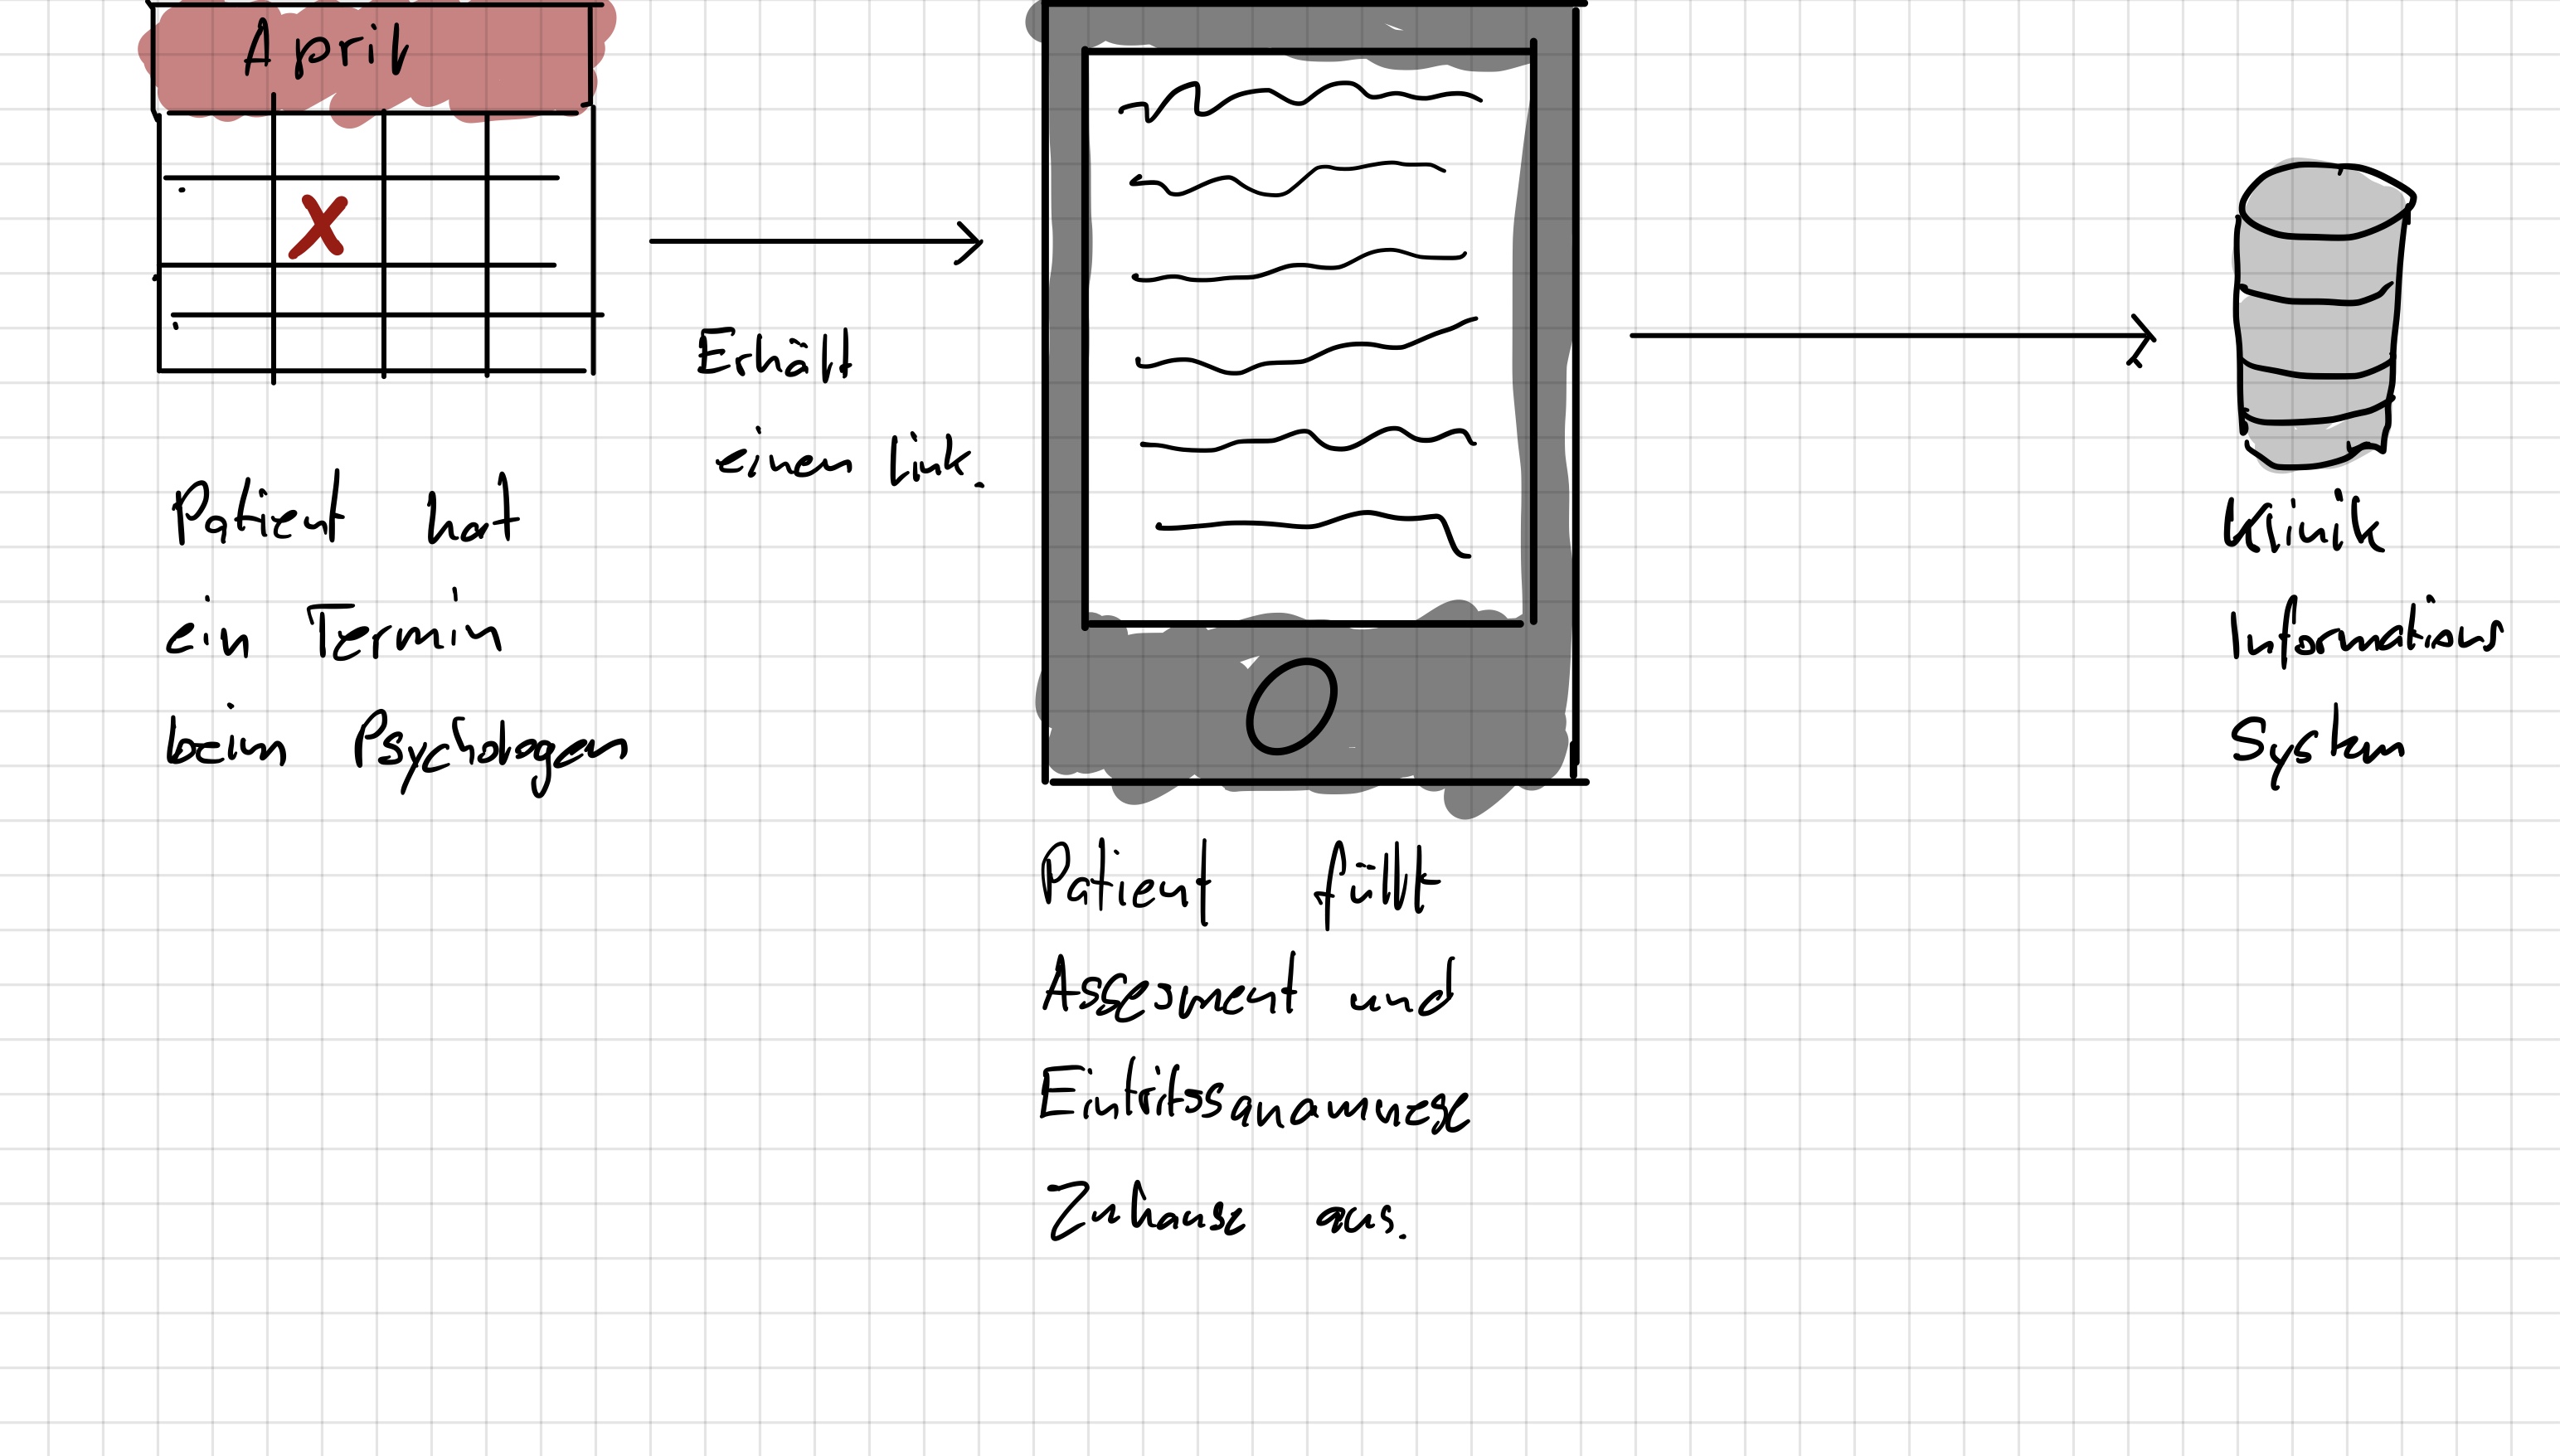 April
Erhält
einen Link.
Patient hat
ein Termin
beim Psychologen
Patient füllt
Assesment und
Eintritssanamnese
Zuhause aus.
Klinik
Informations
System